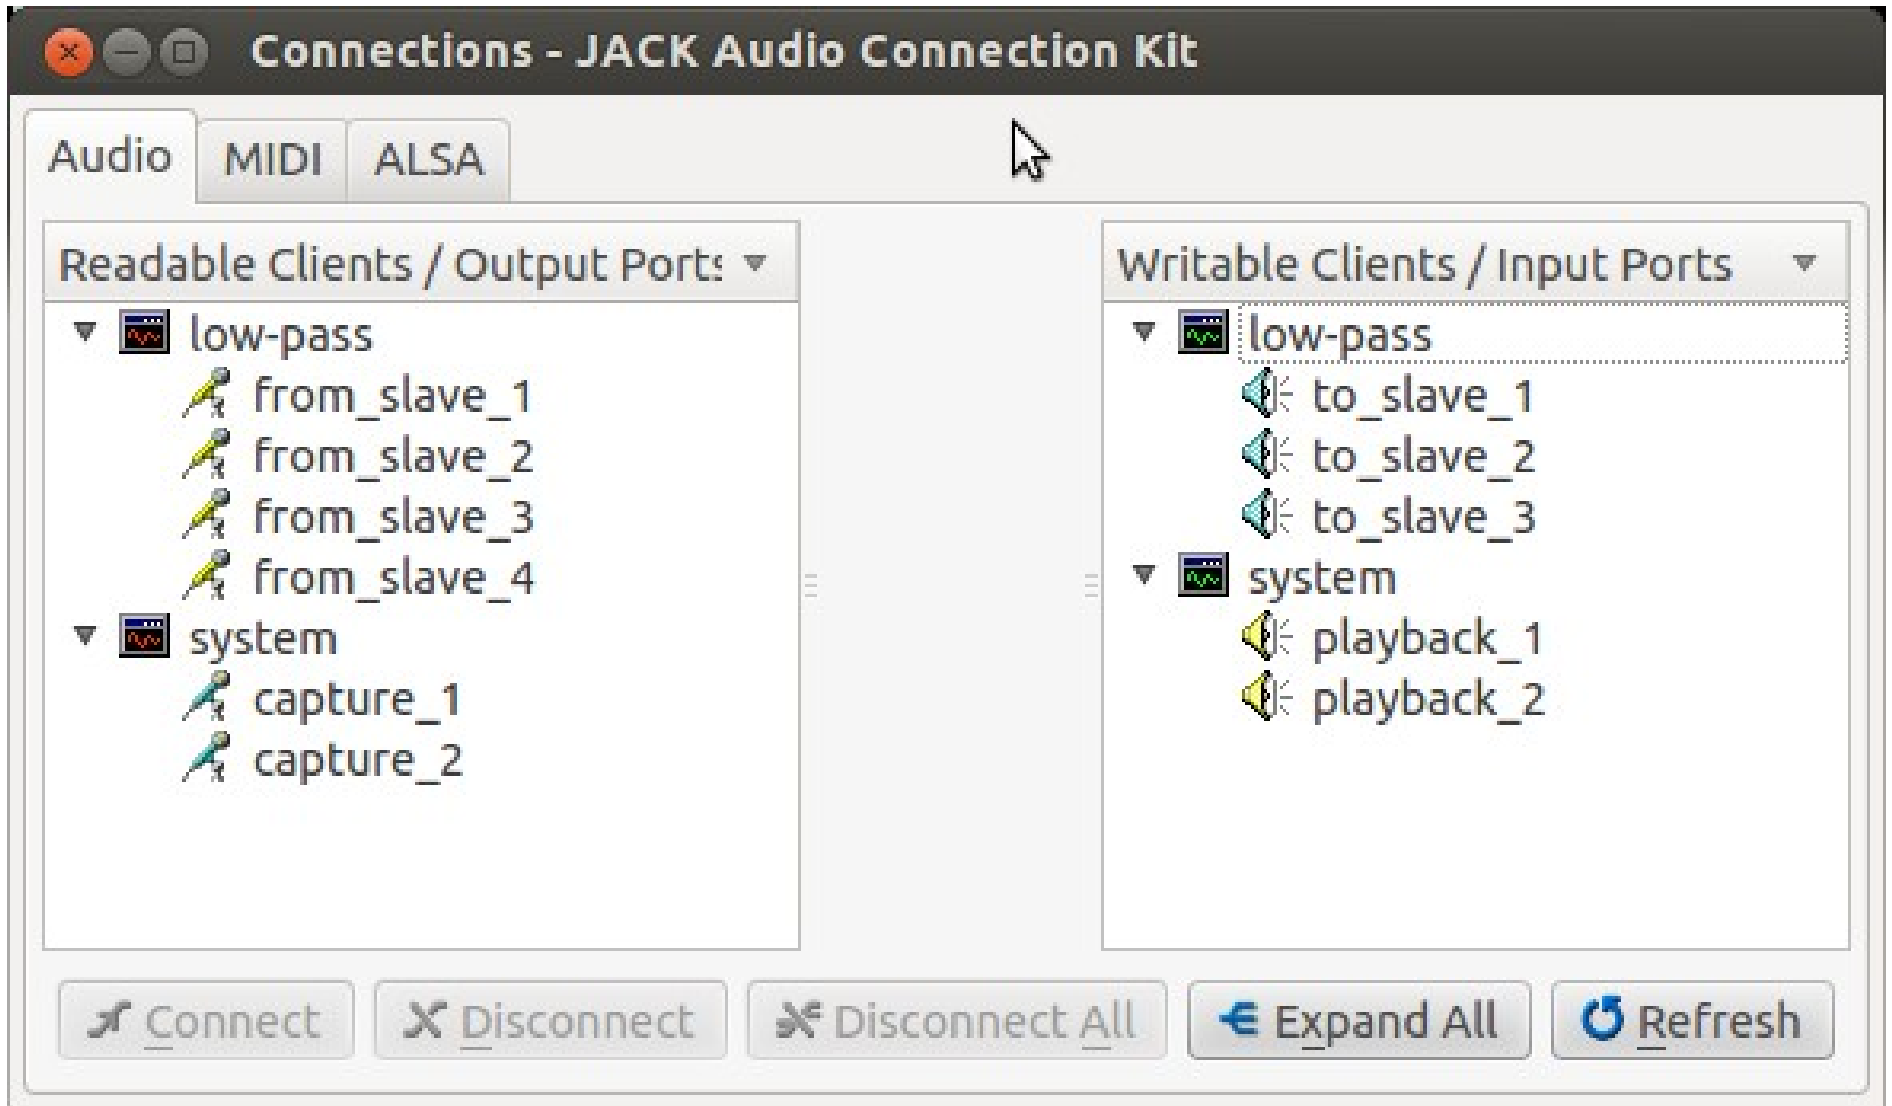 Connections - JACK Audio Connection Kit
Audio MIDI ALSA
Readable Clients / Output Ports
low-pass
from_slave_1
from_slave_2
from_slave_3
from_slave_4
system
capture_1
capture_2
Writable Clients / Input Ports
low-pass
to_slave_1
to_slave_2
to_slave_3
system
playback_1
playback_2
Connect Disconnect Disconnect All Expand All Refresh